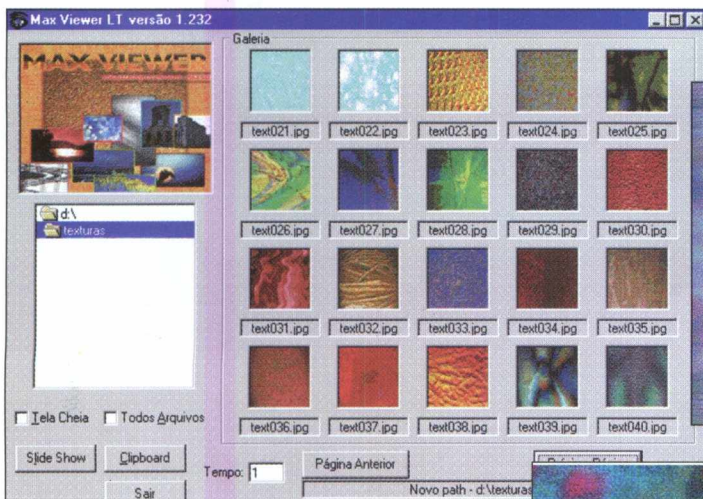 Max Viewer LT versão 1.232
MAX-VIEWER
d:\
texturas
Tela Cheia
Todos Arquivos
Slide Show
Clipboard
Sair
Galeria
text021.jpg text022.jpg text023.jpg text024.jpg text025.jpg
text026.jpg text027.jpg text028.jpg text029.jpg text030.jpg
text031.jpg text032.jpg text033.jpg text034.jpg text035.jpg
text036.jpg text037.jpg text038.jpg text039.jpg text040.jpg
Tempo: 1
Página Anterior
Novo path - d:\texturas